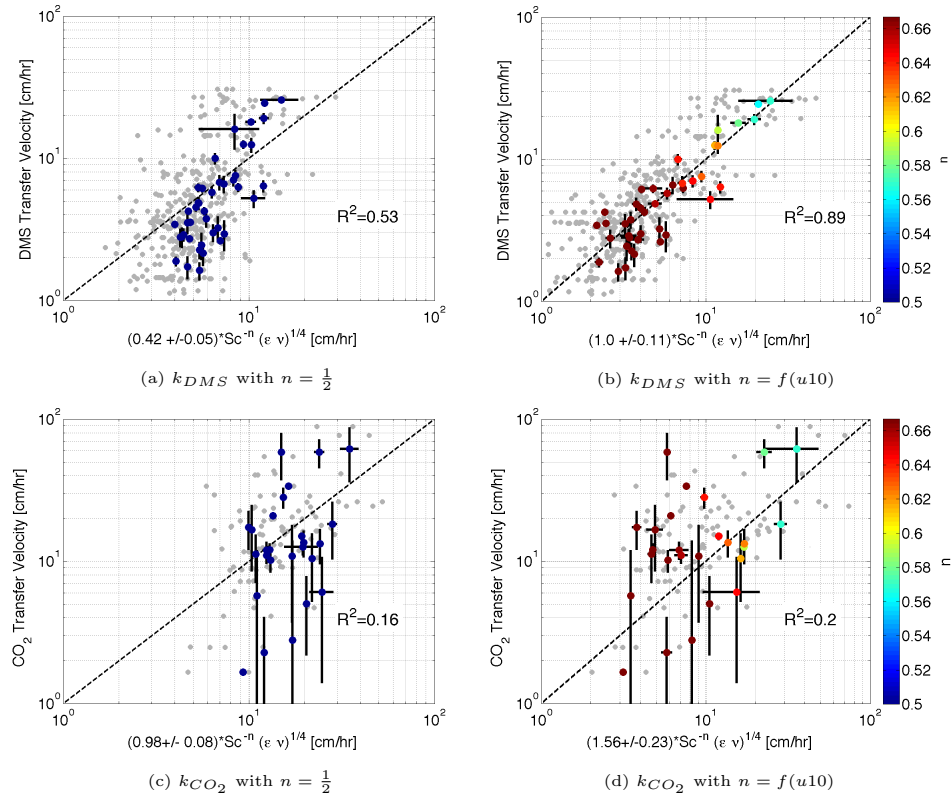 10² 10² 0.66
0.64
0.62
0.6
0.58
0.56
0.54
0.52
0.5
n
DMS Transfer Velocity [cm/hr] DMS Transfer Velocity [cm/hr]
10¹ 10¹
R²=0.53 R²=0.89
10⁰ 10⁰
10⁰ 10¹ 10² 10⁰ 10¹ 10²
(0.42 +/-0.05)*Sc⁻ⁿ (ε ν)^1/4 [cm/hr] (1.0 +/-0.11)*Sc⁻ⁿ (ε ν)^1/4 [cm/hr]
(a) k_DMS with n = 1/2 (b) k_DMS with n = f(u10)
10² 10² 0.66
0.64
0.62
0.6
0.58
0.56
0.54
0.52
0.5
n
CO₂ Transfer Velocity [cm/hr] CO₂ Transfer Velocity [cm/hr]
10¹ 10¹
R²=0.16 R²=0.2
10⁰ 10⁰
10⁰ 10¹ 10² 10⁰ 10¹ 10²
(0.98+/- 0.08)*Sc⁻ⁿ (ε ν)^1/4 [cm/hr] (1.56+/-0.23)*Sc⁻ⁿ (ε ν)^1/4 [cm/hr]
(c) k_CO₂ with n = 1/2 (d) k_CO₂ with n = f(u10)